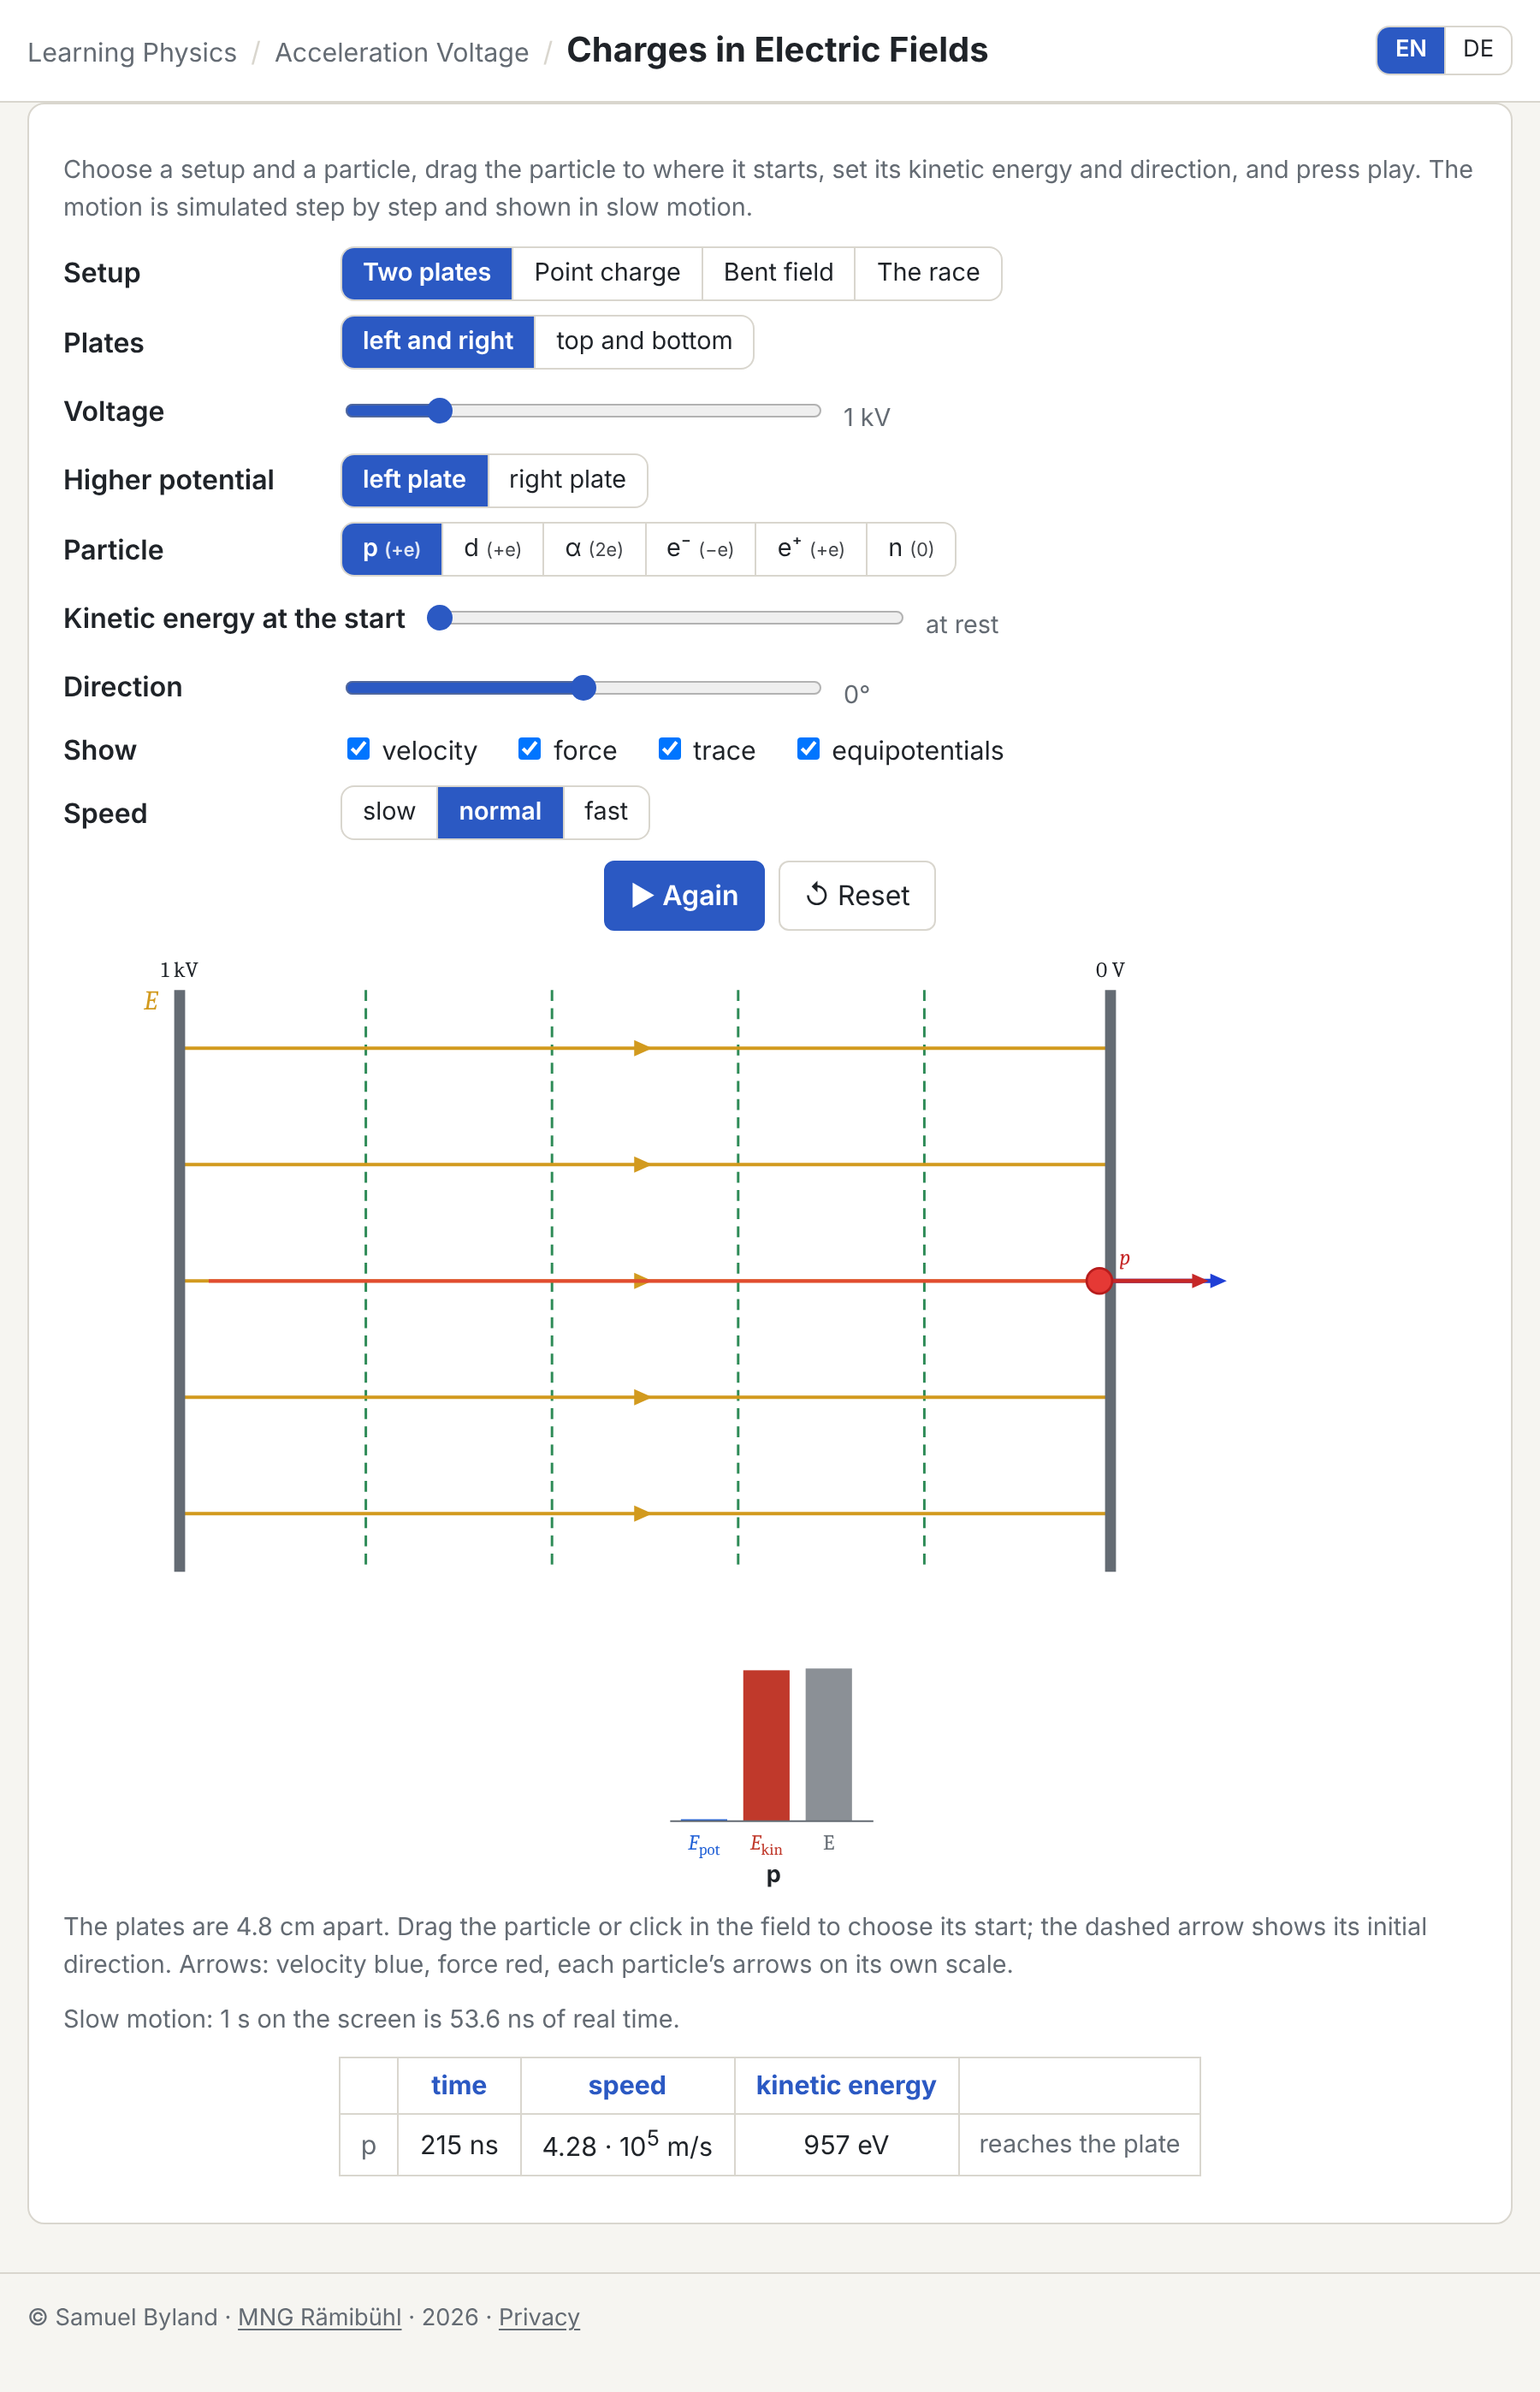 Learning Physics / Acceleration Voltage / Charges in Electric Fields
EN DE
Choose a setup and a particle, drag the particle to where it starts, set its kinetic energy and direction, and press play. The
motion is simulated step by step and shown in slow motion.
Setup Two plates Point charge Bent field The race
Plates left and right top and bottom
Voltage 1 kV
Higher potential left plate right plate
Particle p (+e) d (+e) α (2e) e⁻ (−e) e⁺ (+e) n (0)
Kinetic energy at the start at rest
Direction 0°
Show velocity force trace equipotentials
Speed slow normal fast
▶ Again ↺ Reset
1 kV 0 V
E
p
E_pot E_kin E
p
The plates are 4.8 cm apart. Drag the particle or click in the field to choose its start; the dashed arrow shows its initial
direction. Arrows: velocity blue, force red, each particle’s arrows on its own scale.
Slow motion: 1 s on the screen is 53.6 ns of real time.
time speed kinetic energy
p 215 ns 4.28 · 10⁵ m/s 957 eV reaches the plate
© Samuel Byland · MNG Rämibühl · 2026 · Privacy